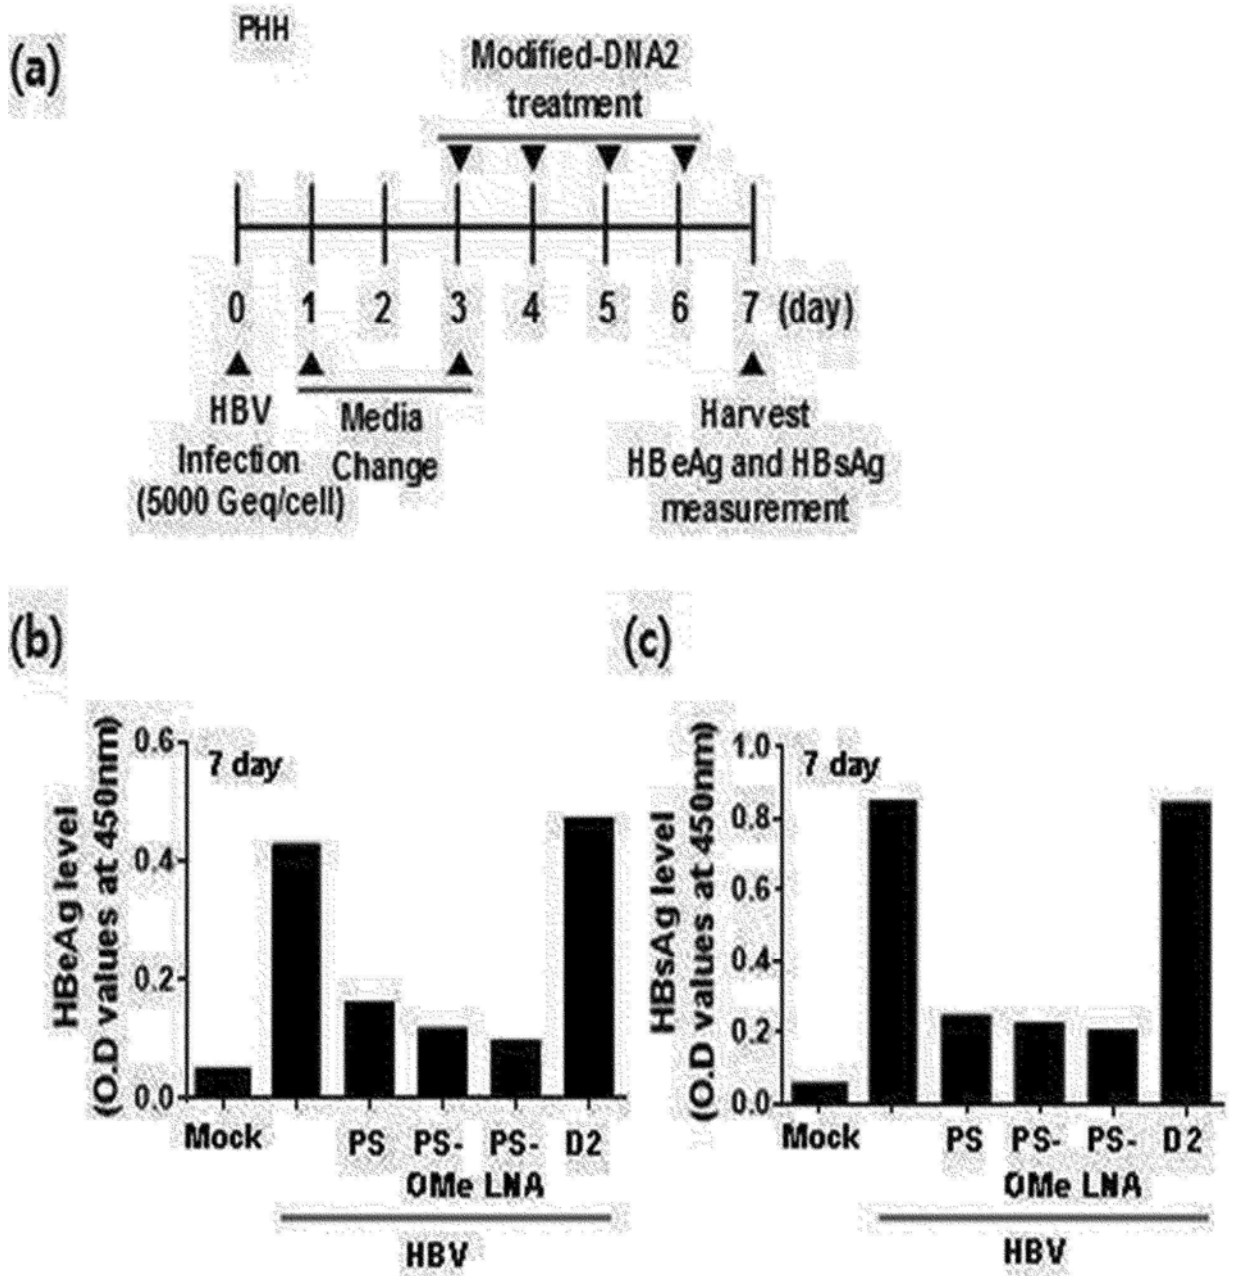 (a)
PHH
Modified-DNA2
treatment
0 1 2 3 4 5 6 7 (day)
HBV
Infection
(5000 Geq/cell)
Media
Change
Harvest
HBeAg and HBsAg
measurement
(b)
HBeAg level
(O.D values at 450nm)
0.6
0.4
0.2
0.0
7 day
Mock PS PS- PS- D2
OMe LNA
HBV
(c)
HBsAg level
(O.D values at 450nm)
1.0
0.8
0.6
0.4
0.2
0.0
7 day
Mock PS PS- PS- D2
OMe LNA
HBV